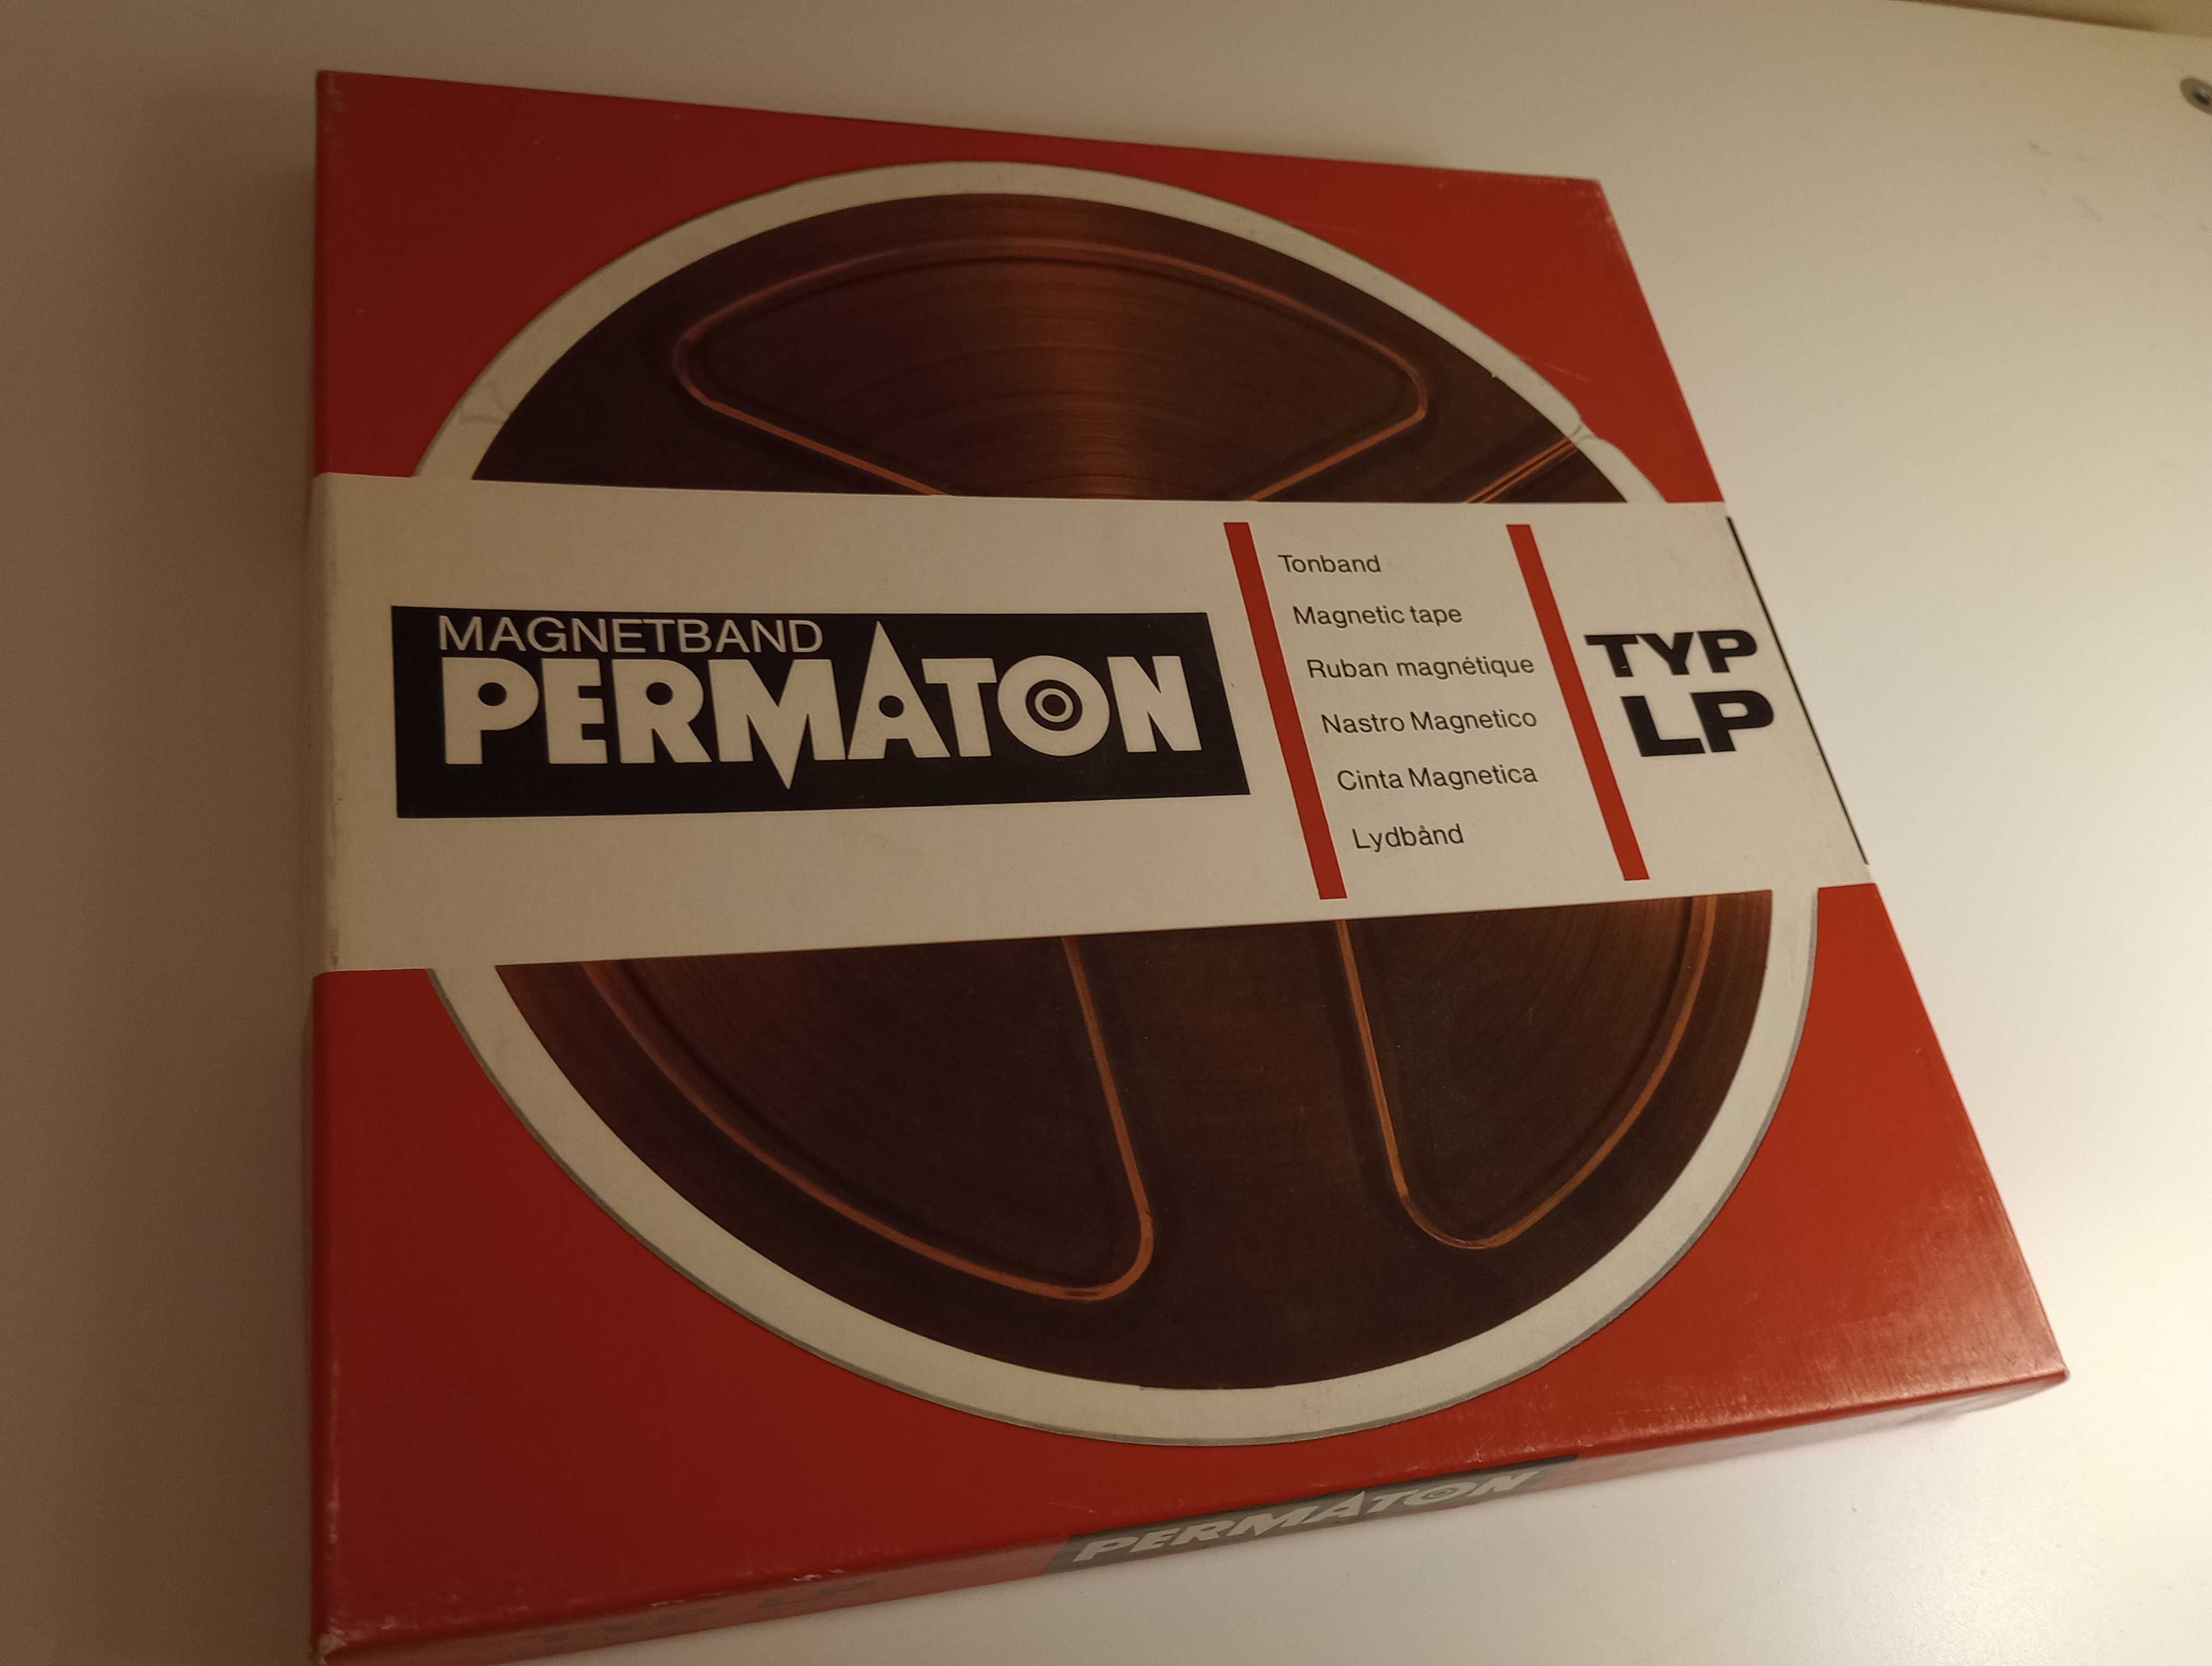 MAGNETBAND
PERMATON
Tonband
Magnetic tape
Ruban magnétique
Nastro Magnetico
Cinta Magnetica
Lydbånd
TYP
LP
PERMATON